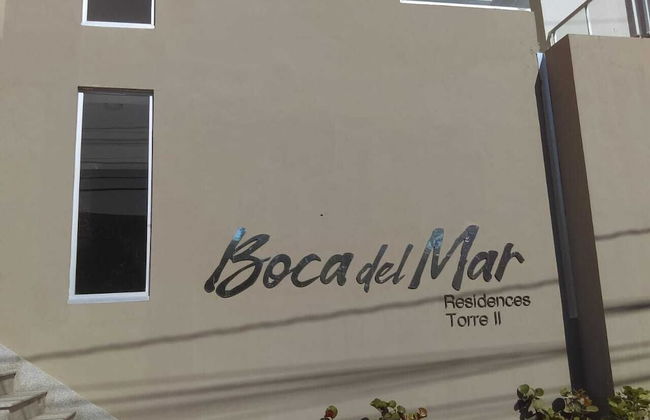 Boca del Mar
Residences
Torre II